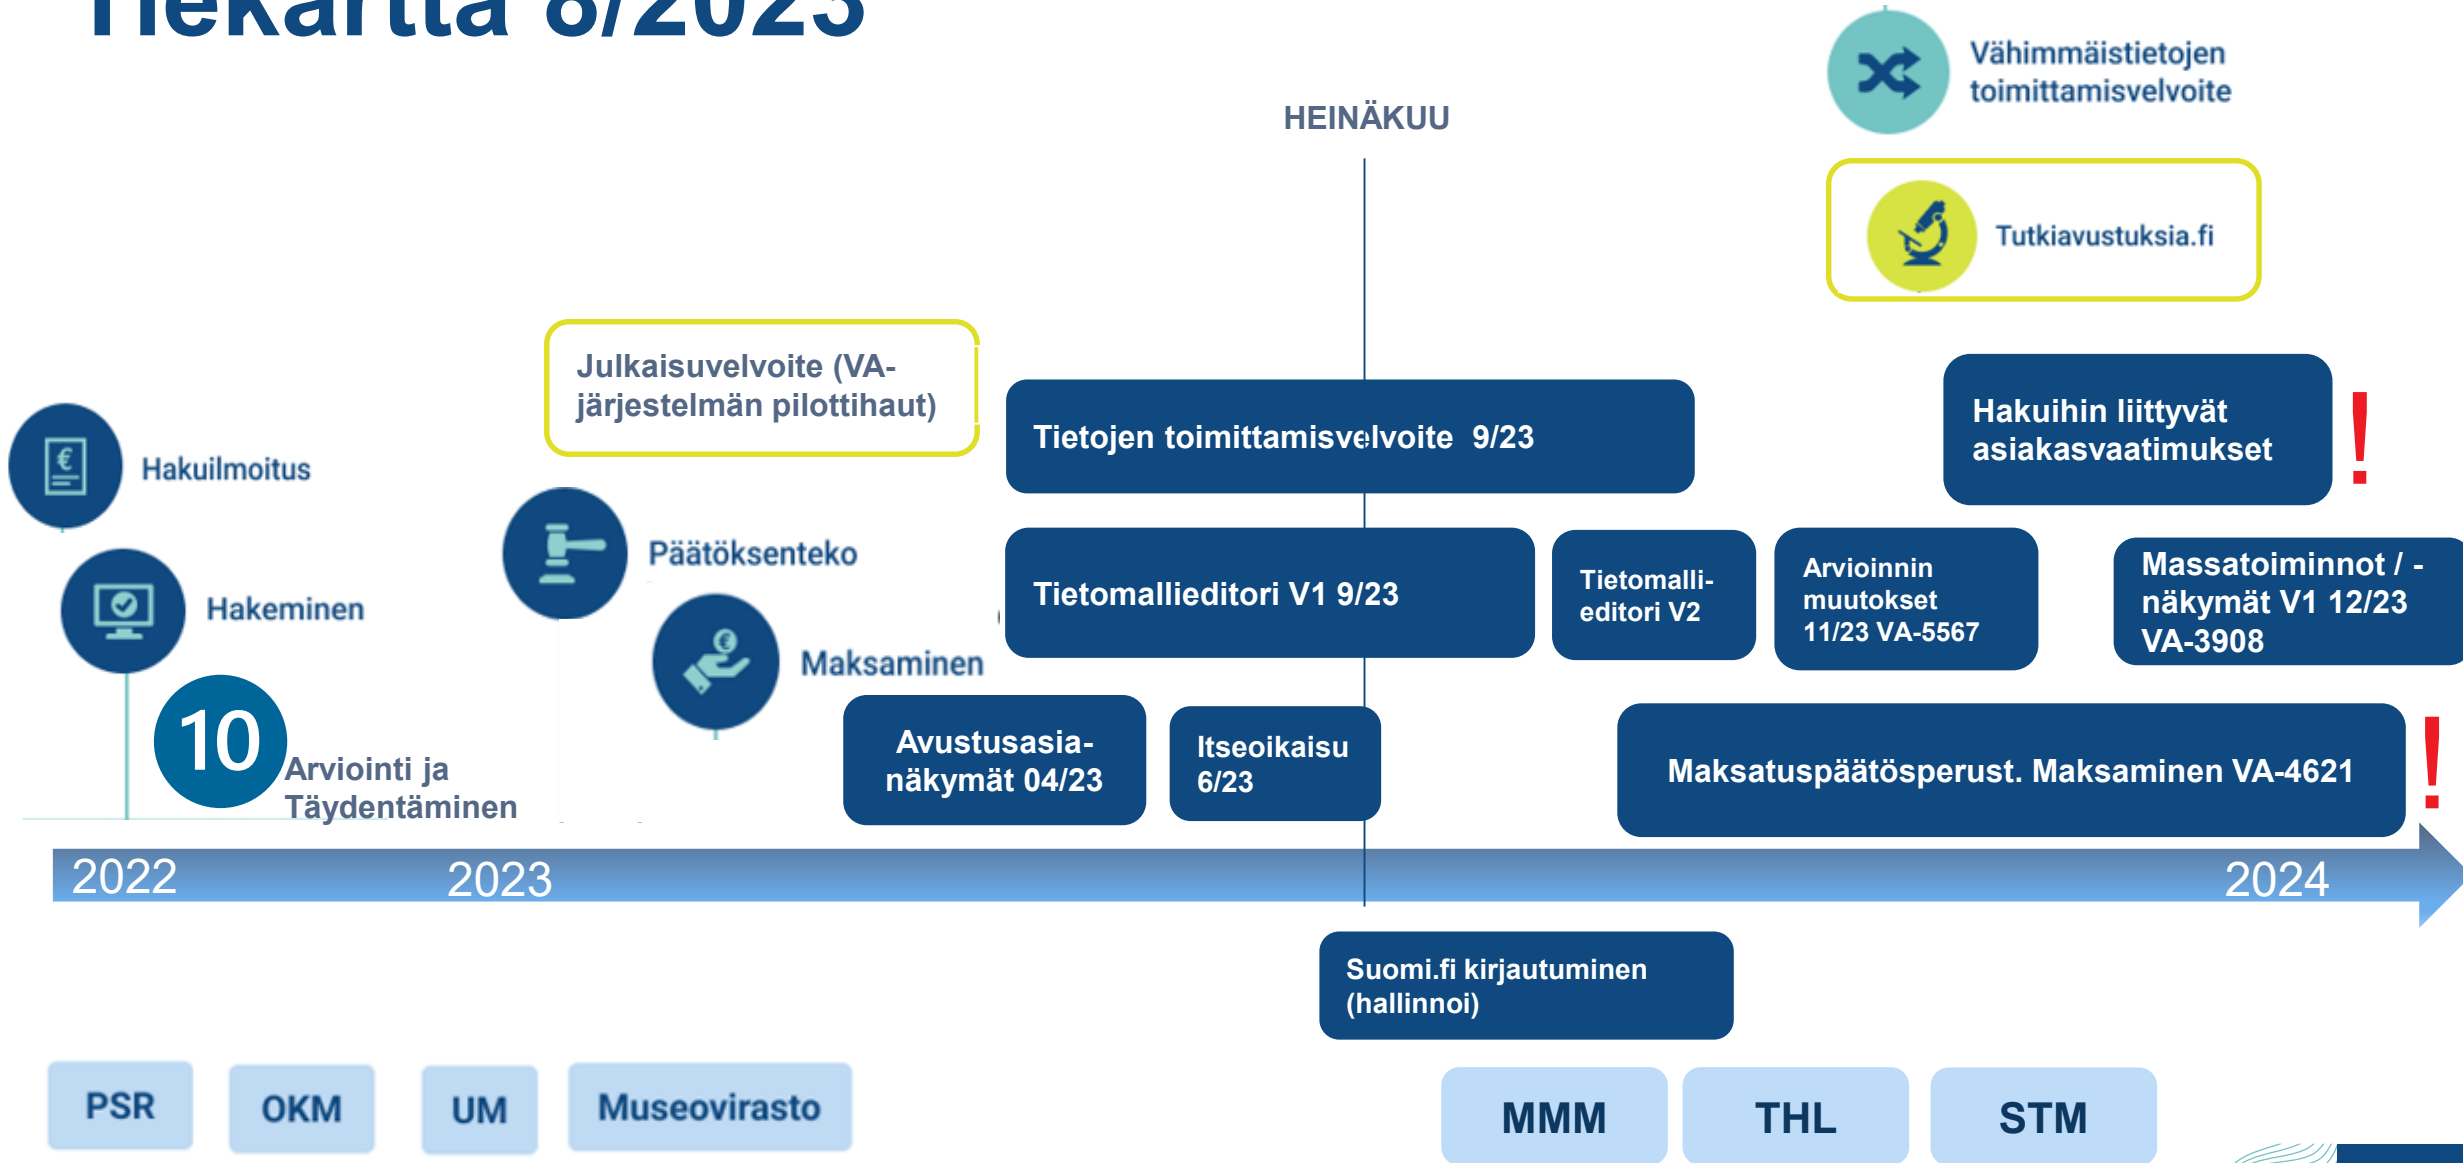 Tiekartta 8/2023
Vähimmäistietojen
toimittamisvelvoite
HEINÄKUU
Tutkiavustuksia.fi
Julkaisuvelvoite (VA-
järjestelmän pilottihaut)
Tietojen toimittamisvelvoite 9/23
Hakuihin liittyvät
asiakasvaatimukset
!
Hakuilmoitus
Päätöksenteko
Hakeminen
Tietomallieditori V1 9/23
Tietomalli-
editori V2
Arvioinnin
muutokset
11/23 VA-5567
Massatoiminnot / -
näkymät V1 12/23
VA-3908
Maksaminen
10
Arviointi ja
Täydentäminen
Avustusasia-
näkymät 04/23
Itseoikaisu
6/23
Maksatuspäätösperust. Maksaminen VA-4621
!
2022
2023
2024
Suomi.fi kirjautuminen
(hallinnoi)
PSR
OKM
UM
Museovirasto
MMM
THL
STM